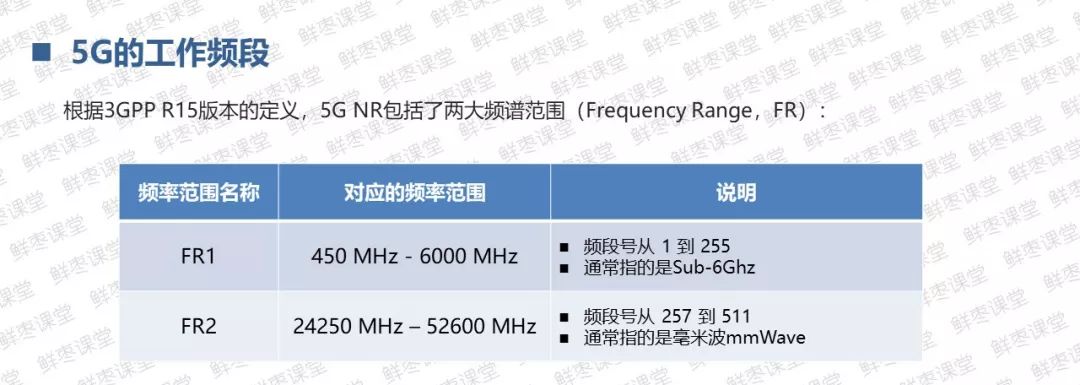 ■ 5G的工作频段
根据3GPP R15版本的定义，5G NR包括了两大频谱范围（Frequency Range，FR）：
频率范围名称 对应的频率范围 说明
FR1 450 MHz - 6000 MHz
■ 频段号从 1 到 255
■ 通常指的是Sub-6Ghz
FR2 24250 MHz – 52600 MHz
■ 频段号从 257 到 511
■ 通常指的是毫米波mmWave
鲜枣课堂